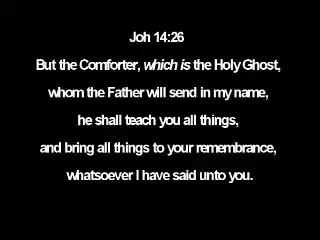 Joh 14:26
But the Comforter, which is the Holy Ghost,
whom the Father will send in my name,
he shall teach you all things,
and bring all things to your remembrance,
whatsoever I have said unto you.